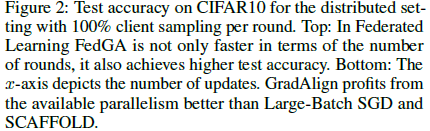 Figure 2: Test accuracy on CIFAR10 for the distributed set-
ting with 100% client sampling per round. Top: In Federated
Learning FedGA is not only faster in terms of the number
of rounds, it also achieves higher test accuracy. Bottom: The
x-axis depicts the number of updates. GradAlign profits from
the available parallelism better than Large-Batch SGD and
SCAFFOLD.